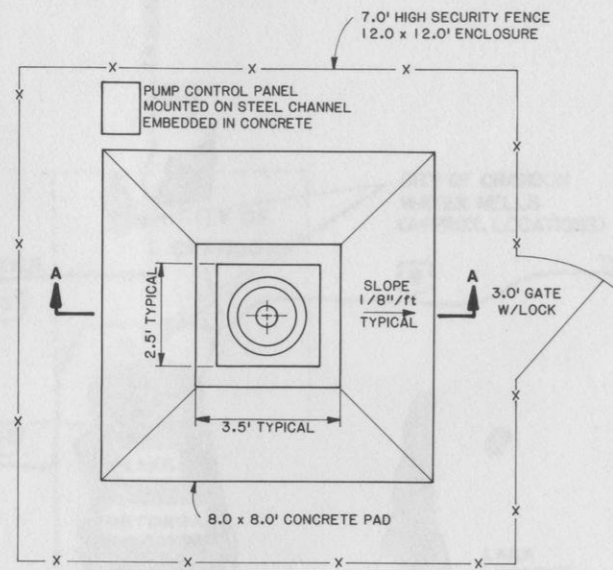 7.0' HIGH SECURITY FENCE
12.0 x 12.0' ENCLOSURE
PUMP CONTROL PANEL
MOUNTED ON STEEL CHANNEL
EMBEDDED IN CONCRETE
A
A
SLOPE
1/8"/ft
TYPICAL
3.0' GATE
W/LOCK
2.5' TYPICAL
3.5' TYPICAL
8.0 x 8.0' CONCRETE PAD